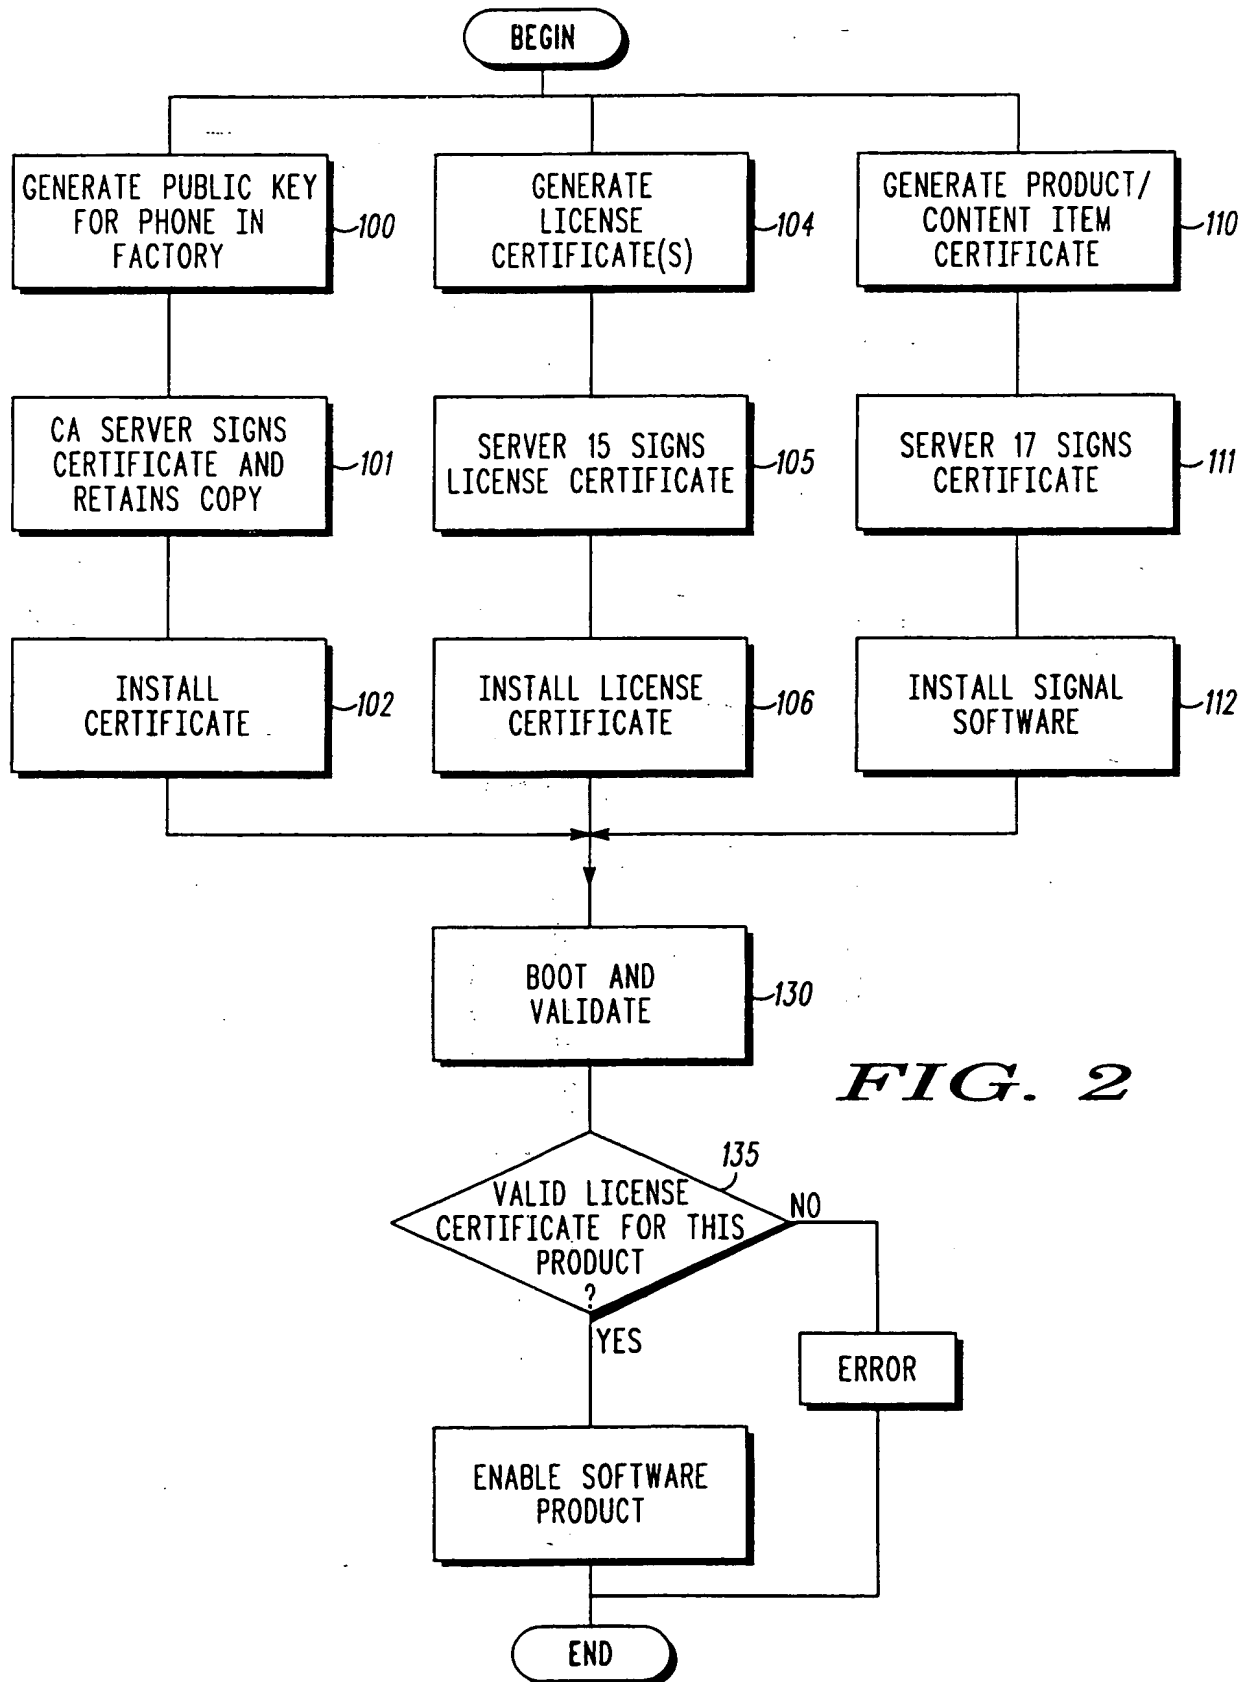 BEGIN
GENERATE PUBLIC KEY
FOR PHONE IN
FACTORY
100
GENERATE
LICENSE
CERTIFICATE(S)
104
GENERATE PRODUCT/
CONTENT ITEM
CERTIFICATE
110
CA SERVER SIGNS
CERTIFICATE AND
RETAINS COPY
101
SERVER 15 SIGNS
LICENSE CERTIFICATE
105
SERVER 17 SIGNS
CERTIFICATE
111
INSTALL
CERTIFICATE
102
INSTALL LICENSE
CERTIFICATE
106
INSTALL SIGNAL
SOFTWARE
112
BOOT AND
VALIDATE
130
FIG. 2
135
VALID LICENSE
CERTIFICATE FOR THIS
PRODUCT
?
NO
YES
ERROR
ENABLE SOFTWARE
PRODUCT
END